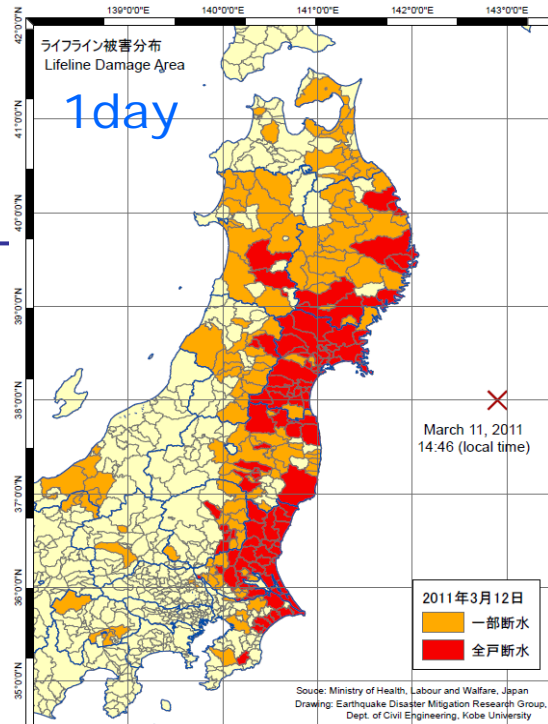 139°0'0"E 140°0'0"E 141°0'0"E 142°0'0"E 143°0'0"E
42°0'0"N
ライフライン被害分布
Lifeline Damage Area
1day
41°0'0"N
40°0'0"N
39°0'0"N
38°0'0"N
March 11, 2011
14:46 (local time)
37°0'0"N
36°0'0"N
2011年3月12日
一部断水
全戸断水
35°0'0"N
Souce: Ministry of Health, Labour and Walfare, Japan
Drawing: Earthquake Disaster Mitigation Research Group,
Dept. of Civil Engineering, Kobe University